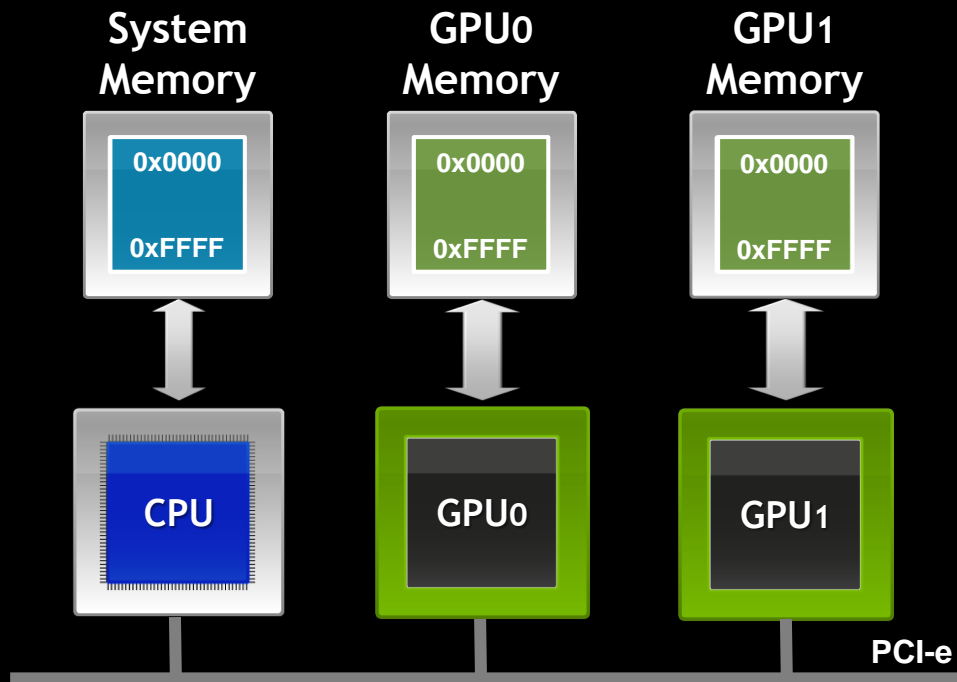 System
Memory
GPU0
Memory
GPU1
Memory
0x0000
0xFFFF
0x0000
0xFFFF
0x0000
0xFFFF
CPU
GPU0
GPU1
PCI-e